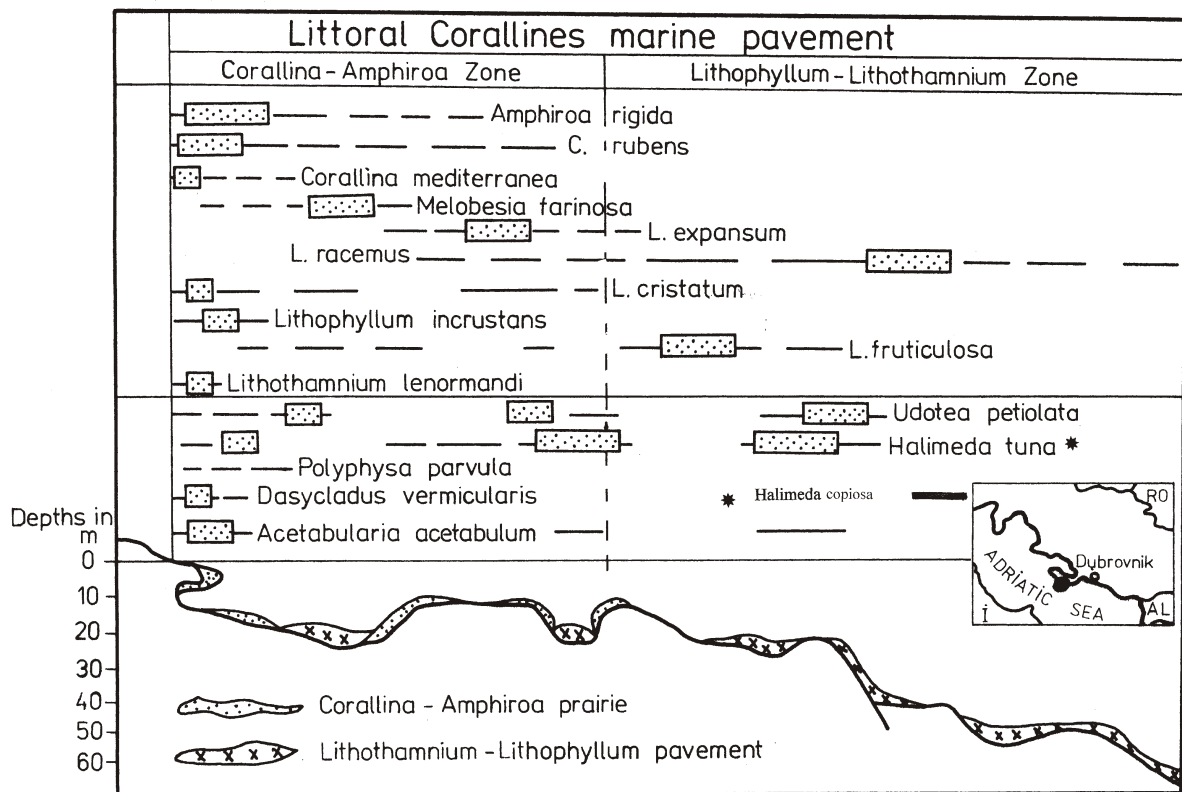 Littoral Corallines marine pavement
Corallina-Amphiroa Zone
Lithophyllum-Lithothamnium Zone
Amphiroa rigida
C. rubens
Corallina mediterranea
Melobesia farinosa
L. expansum
L. racemus
L. cristatum
Lithophyllum incrustans
L. fruticulosa
Lithothamnium lenormandi
Udotea petiolata
Halimeda tuna *
Polyphysa parvula
Dasycladus vermicularis
* Halimeda copiosa
Acetabularia acetabulum
Depths in
m
0
10
20
30
40
50
60
RO
Dubrovnik
ADRIATIC SEA
AL
İ
Corallina - Amphiroa prairie
Lithothamnium - Lithophyllum pavement